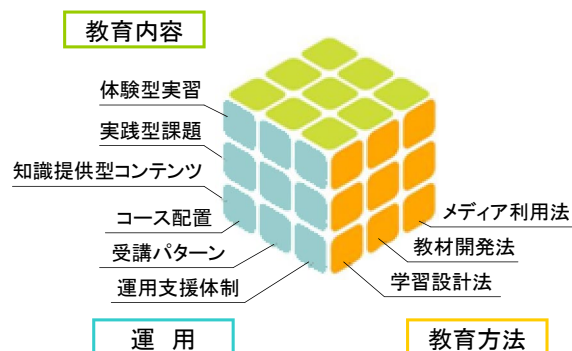 教育内容
体験型実習
実践型課題
知識提供型コンテンツ
コース配置
受講パターン
運用支援体制
メディア利用法
教材開発法
学習設計法
運 用
教育方法